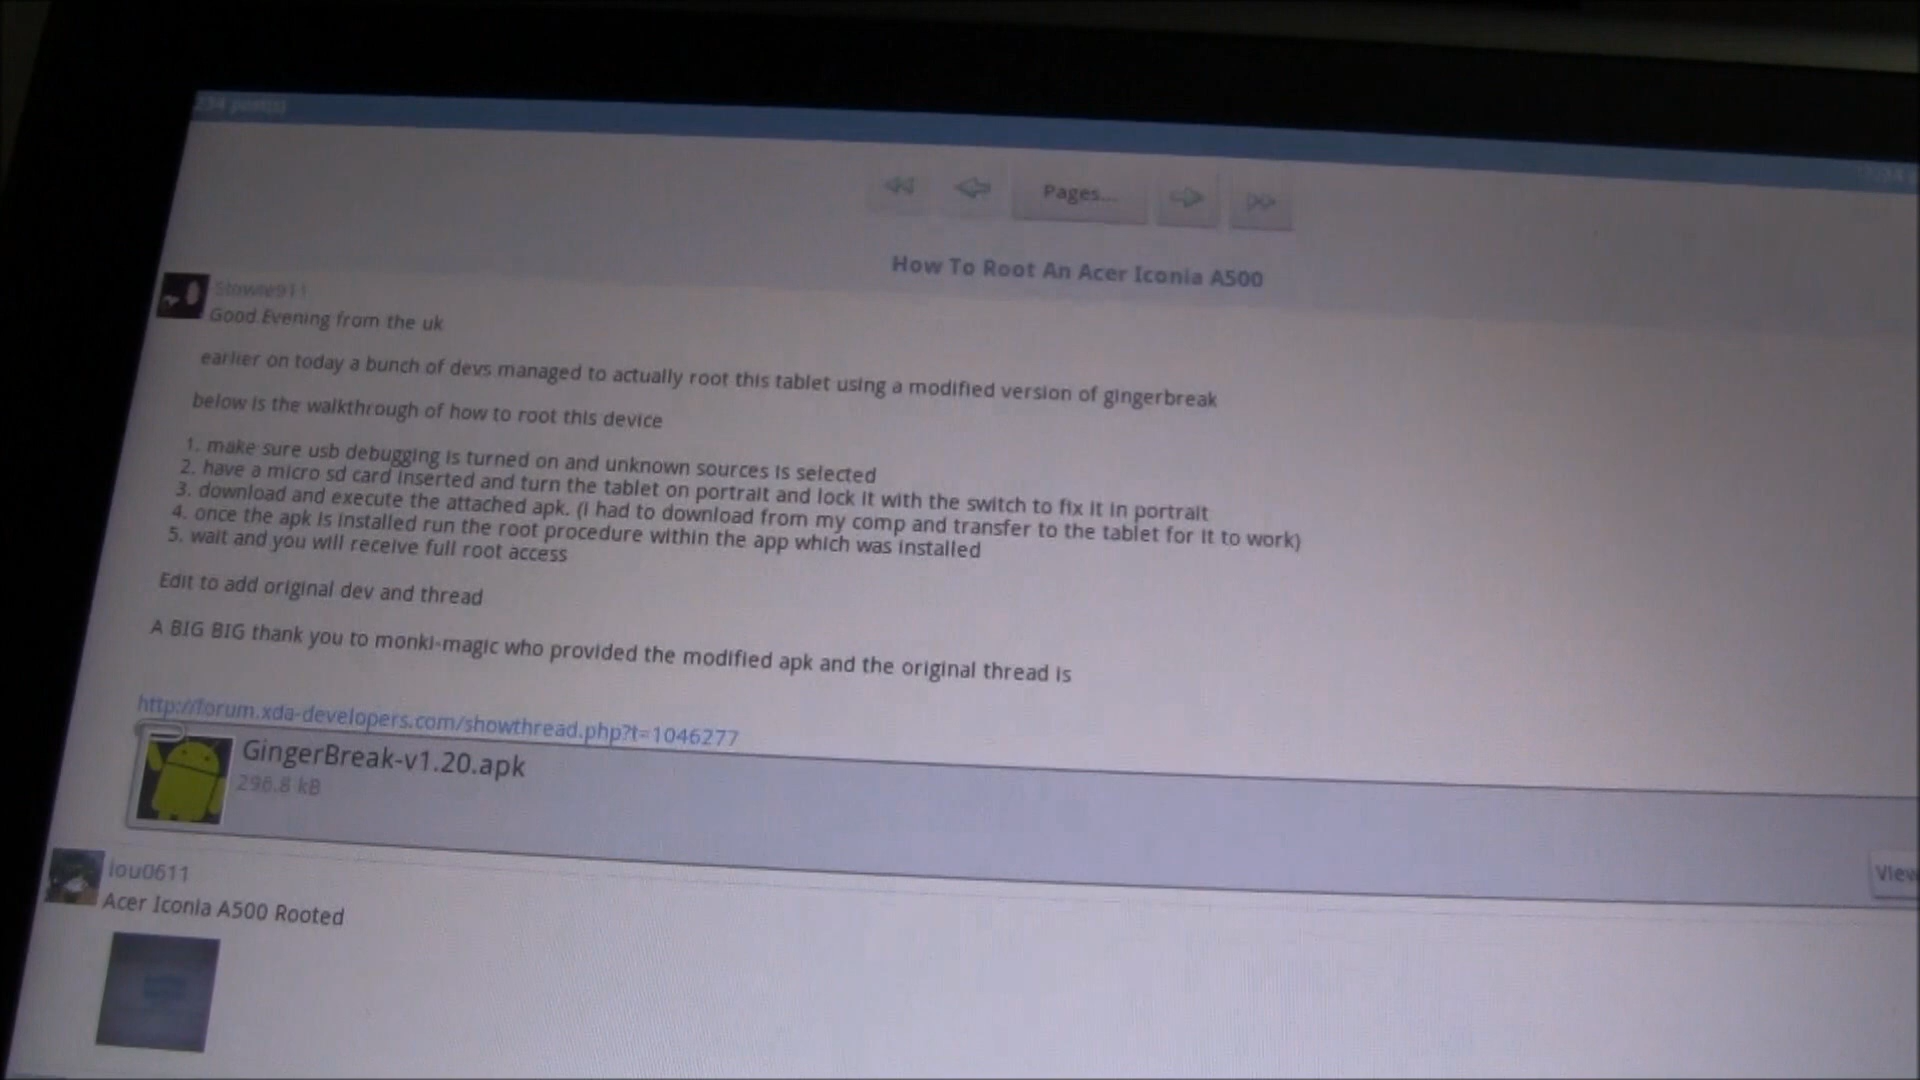 Pages...
How To Root An Acer Iconia A500
Stowie911
Good Evening from the uk
earlier on today a bunch of devs managed to actually root this tablet using a modified version of gingerbreak
below is the walkthrough of how to root this device
1. make sure usb debugging is turned on and unknown sources is selected
2. have a micro sd card inserted and turn the tablet on portrait and lock it with the switch to fix it in portrait
3. download and execute the attached apk. (i had to download from my comp and transfer to the tablet for it to work)
4. once the apk is installed run the root procedure within the app which was installed
5. wait and you will receive full root access
Edit to add original dev and thread
A BIG BIG thank you to monki-magic who provided the modified apk and the original thread is
http://forum.xda-developers.com/showthread.php?t=1046277
GingerBreak-v1.20.apk
296.8 kB
View
lou0611
Acer Iconia A500 Rooted